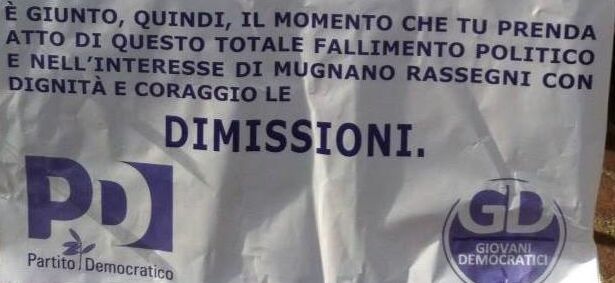 È GIUNTO, QUINDI, IL MOMENTO CHE TU PRENDA
ATTO DI QUESTO TOTALE FALLIMENTO POLITICO
E NELL'INTERESSE DI MUGNANO RASSEGNI CON
DIGNITÀ E CORAGGIO LE
DIMISSIONI.
PD
Partito Democratico
GD
GIOVANI
DEMOCRATICI